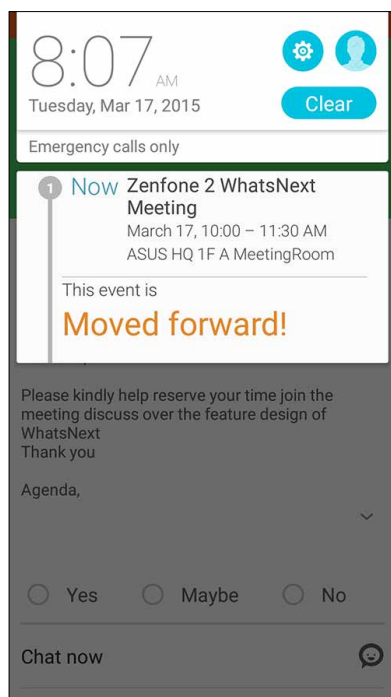 8:07 AM
Tuesday, Mar 17, 2015
Clear
Emergency calls only
1 Now Zenfone 2 WhatsNext
Meeting
March 17, 10:00 – 11:30 AM
ASUS HQ 1F A MeetingRoom
This event is
Moved forward!
Please kindly help reserve your time join the
meeting discuss over the feature design of
WhatsNext
Thank you
Agenda,
Yes
Maybe
No
Chat now